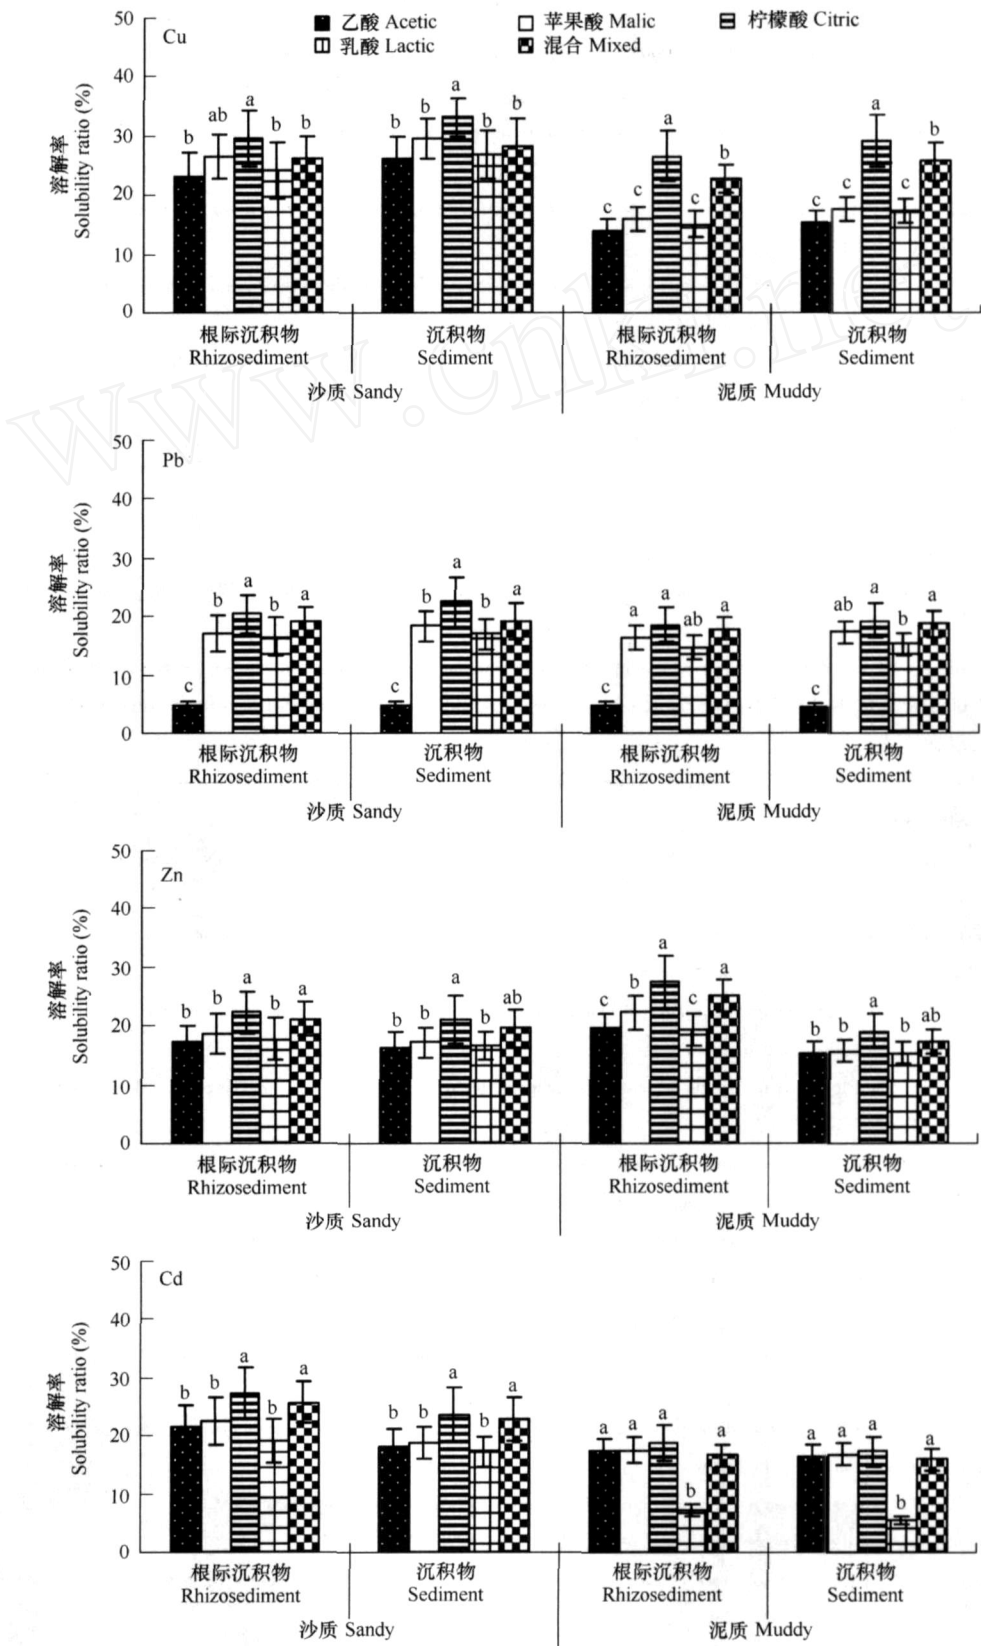 Cu
乙酸 Acetic
苹果酸 Malic
柠檬酸 Citric
乳酸 Lactic
混合 Mixed
溶解率
Solubility ratio (%)
50
40
30
20
10
0
b ab a b b
b b a b b
c c a c b
c c a c b
根际沉积物
Rhizosediment
沉积物
Sediment
根际沉积物
Rhizosediment
沉积物
Sediment
沙质 Sandy
泥质 Muddy
www.cnki.net
Pb
溶解率
Solubility ratio (%)
50
40
30
20
10
0
c b a b a
c b a b a
c a a ab a
c ab a b a
根际沉积物
Rhizosediment
沉积物
Sediment
根际沉积物
Rhizosediment
沉积物
Sediment
沙质 Sandy
泥质 Muddy
Zn
溶解率
Solubility ratio (%)
50
40
30
20
10
0
b b a b a
b b a b ab
c b a c a
b b a b ab
根际沉积物
Rhizosediment
沉积物
Sediment
根际沉积物
Rhizosediment
沉积物
Sediment
沙质 Sandy
泥质 Muddy
Cd
溶解率
Solubility ratio (%)
50
40
30
20
10
0
b b a b a
b b a b a
a a a b a
a a a b a
根际沉积物
Rhizosediment
沉积物
Sediment
根际沉积物
Rhizosediment
沉积物
Sediment
沙质 Sandy
泥质 Muddy